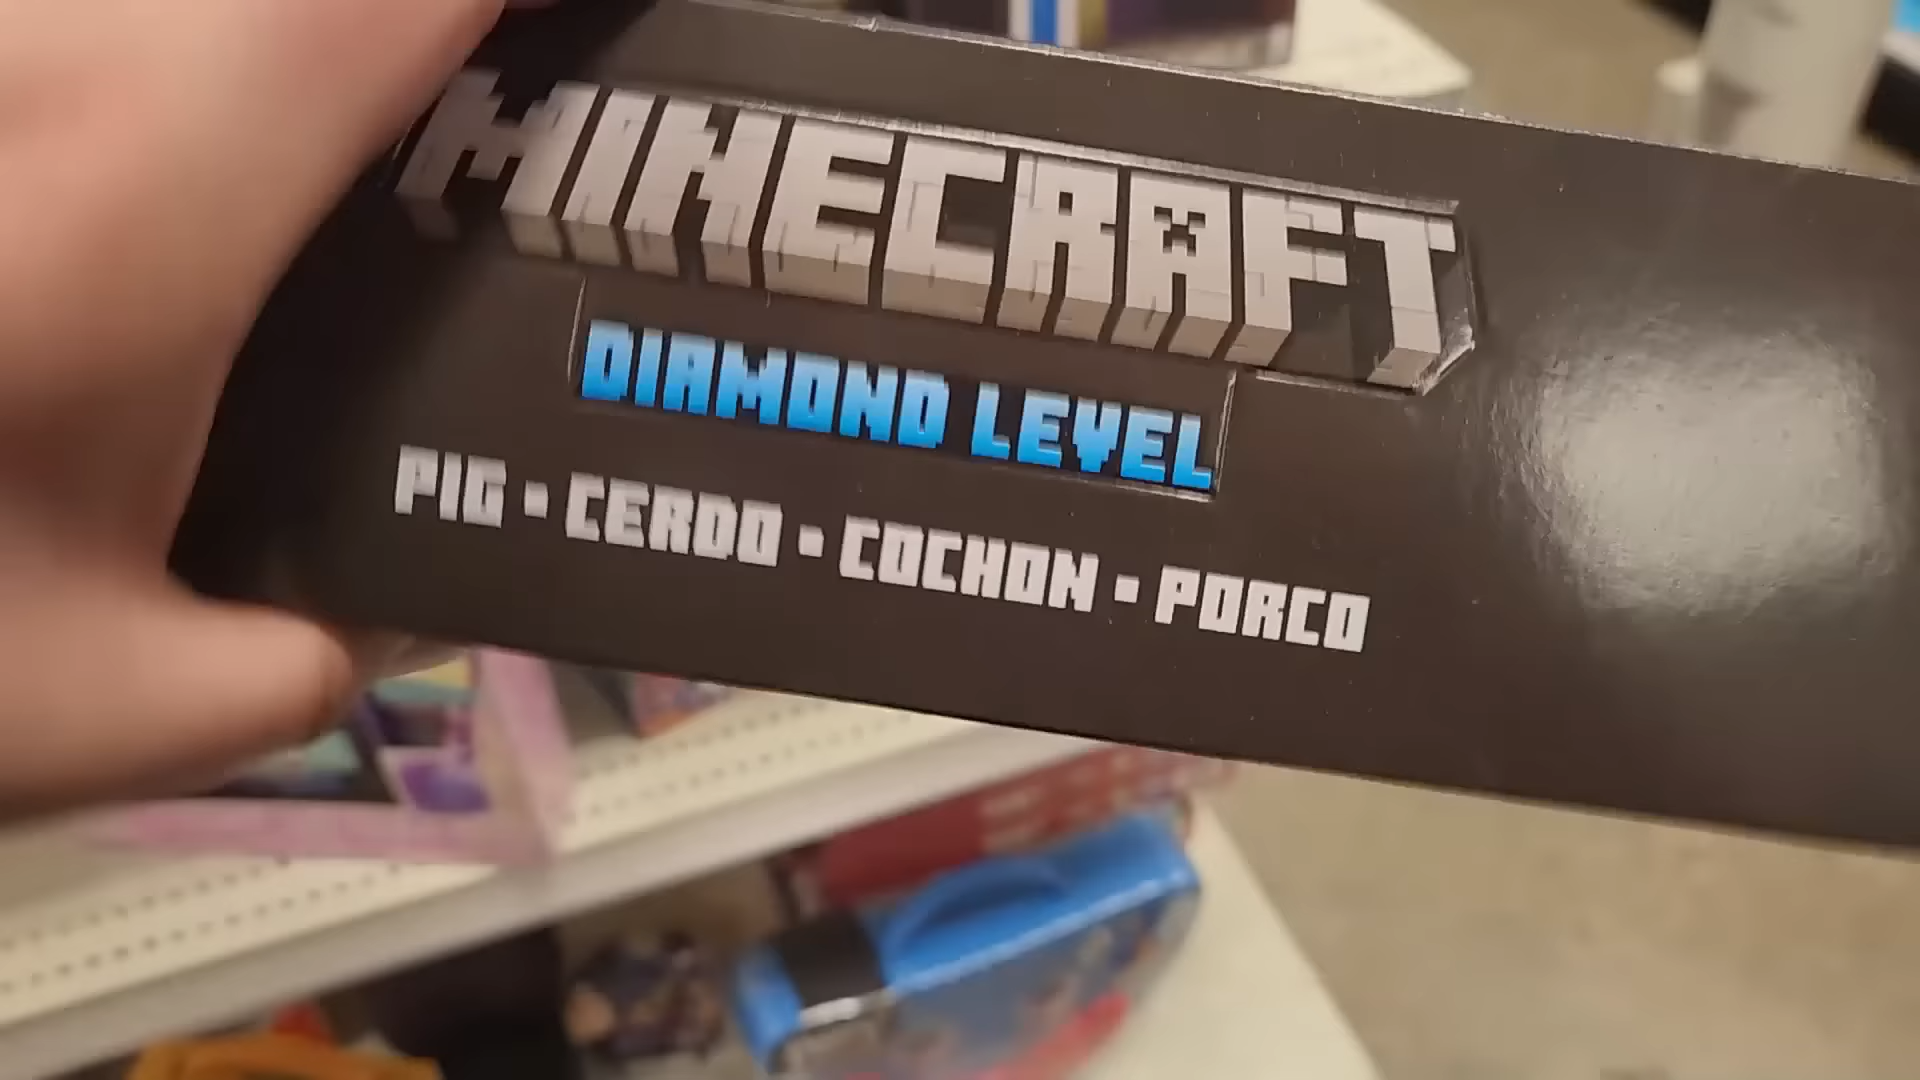 MINECRAFT
DIAMOND LEVEL
PIG • CERDO • COCHON • PORCO